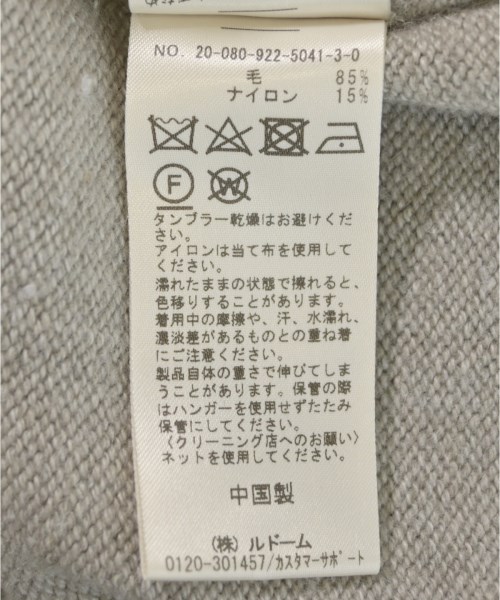 NO. 20-080-922-5041-3-0
毛 85%
ナイロン 15%
F
W
タンブラー乾燥はお避けくだ
さい。
アイロンは当て布を使用して
ください。
濡れたままの状態で擦れると、
色移りすることがあります。
着用中の摩擦や、汗、水濡れ、
濃淡差があるものとの重ね着
にご注意ください。
製品自体の重さで伸びてしま
うことがあります。保管の際
はハンガーを使用せずたたみ
保管にしてください。
〈クリーニング店へのお願い〉
ネットを使用してください。
中国製
(株) ルドーム
0120-301457/カスタマーサポート